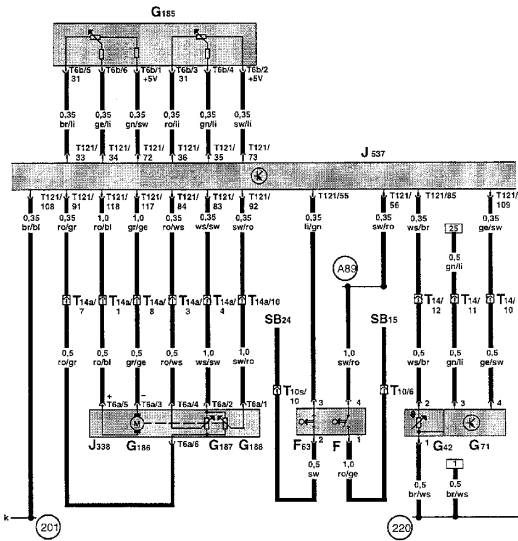 G185
T6b/5 T6b/6 T6b/1 T6b/3 T6b/4 T6b/2
31 +5V 31 +5V
0,35 0,35 0,35 0,35 0,35 0,35
br/li ge/li gn/sw ro/li gn/li sw/li
T121/ T121/ T121/ T121/ T121/ T121/
33 34 72 36 35 73
J537
K
T121/ T121/ T121/ T121/ T121/ T121/ T121/ T121/55 T121/ T121/85 T121/
108 91 118 117 84 83 92 56 109
0,35 0,35 1,0 1,0 0,35 0,35 0,35 0,35 0,35 0,35 25 0,35
br/bl ro/gr ro/bl gr/ge ro/ws ws/sw sw/ro li/gn sw/ro ws/br ge/sw
0,5
gn/li
A89
T14a/ T14a/ T14a/ T14a/ T14a/ T14a/10 T14/ T14/ T14/
7 1 8 3 4 12 11 10
SB24 SB15
0,5 0,5 0,5 0,5 1,0 1,0 1,0 0,5 0,5 0,5
ro/gr ro/bl gr/ge ro/ws ws/sw sw/ro sw/ro ws/br gn/li ge/sw
T10s/ T10/6
10
+ −
T6a/5 T6a/3 T6a/4 T6a/2 T6a/1 3 4 2 3 4
M K
J338 G186 T6a/6 G187 G188 F63 2 F 1 1 G42 G71
0,5 1,0 1
sw ro/ge
0,5 0,5
br/ws br/ws
k 201 220